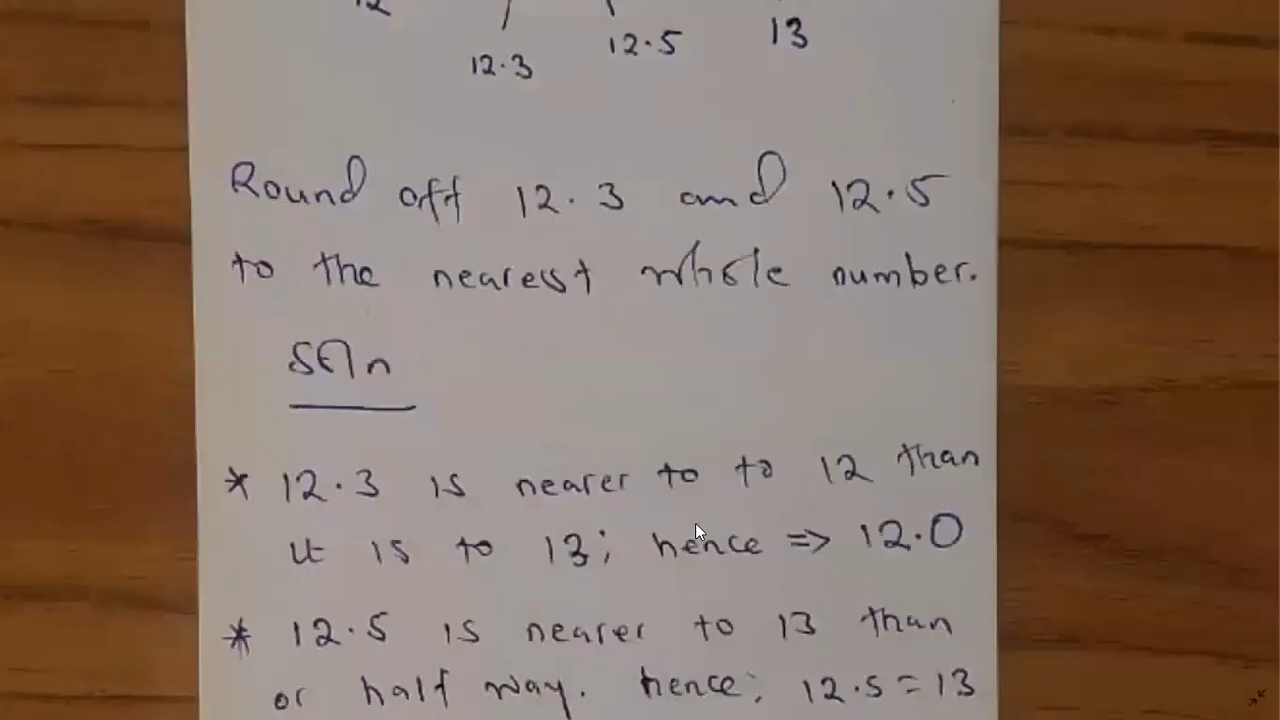 12
12.3
12.5
13
Round off 12.3 and 12.5
to the nearest whole number.
Soln
* 12.3 is nearer to to 12 than
it is to 13; hence => 12.0
* 12.5 is nearer to 13 than
or half way. hence; 12.5 = 13